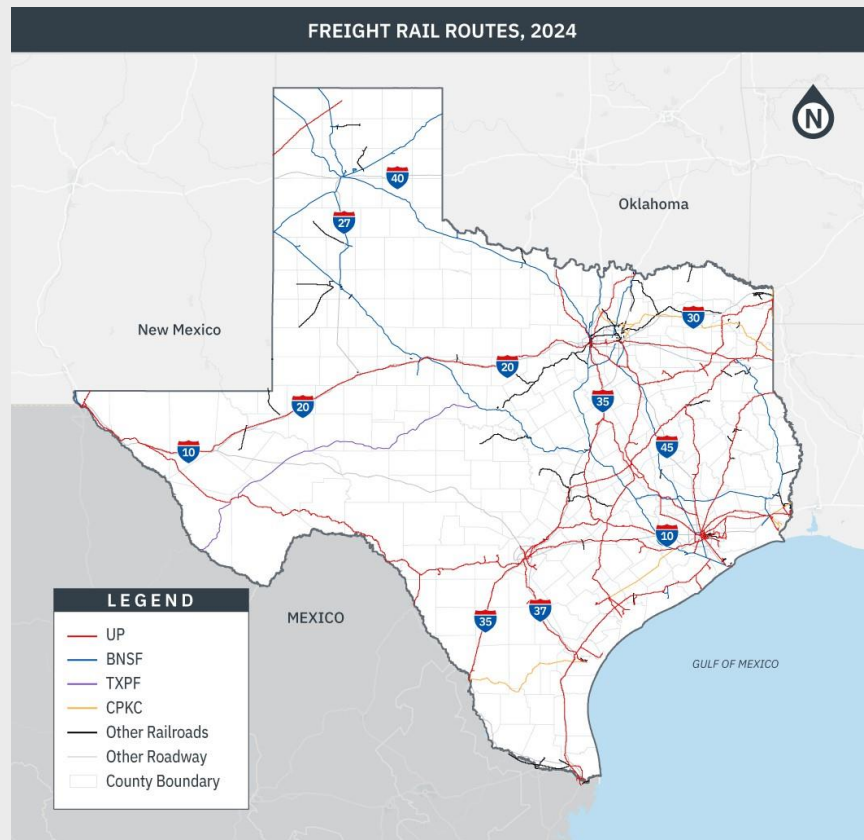 FREIGHT RAIL ROUTES, 2024
N
40
Oklahoma
27
New Mexico
30
20
20
35
10
45
10
LEGEND
MEXICO
35
37
UP
BNSF
GULF OF MEXICO
TXPF
CPKC
Other Railroads
Other Roadway
County Boundary